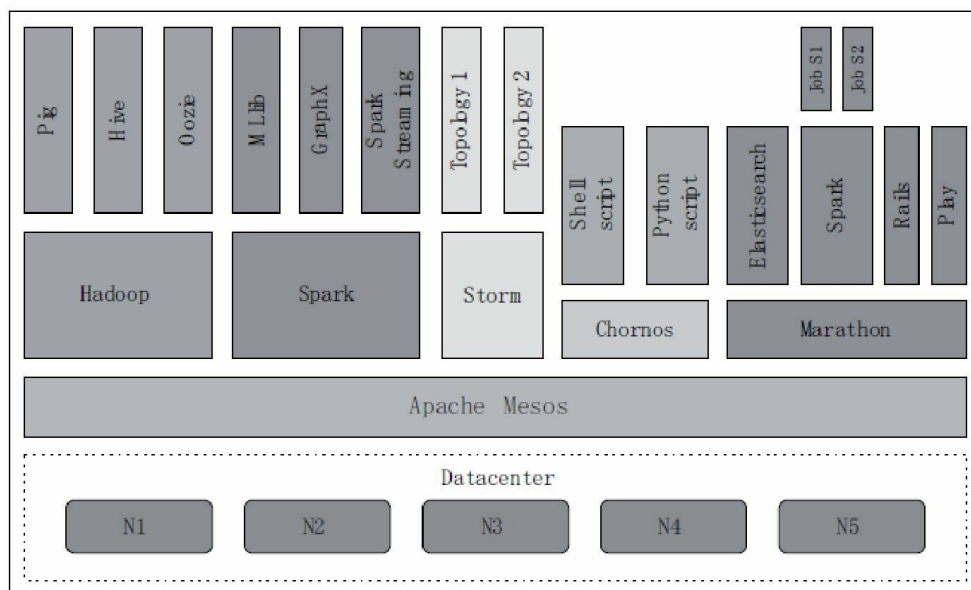 Job S1
Job S2
Pig
Hive
Oozie
MLlib
GraphX
Spark
Streaming
Topology 1
Topology 2
Shell
script
Python
script
Elasticsearch
Spark
Rails
Play
Hadoop
Spark
Storm
Chornos
Marathon
Apache Mesos
Datacenter
N1
N2
N3
N4
N5